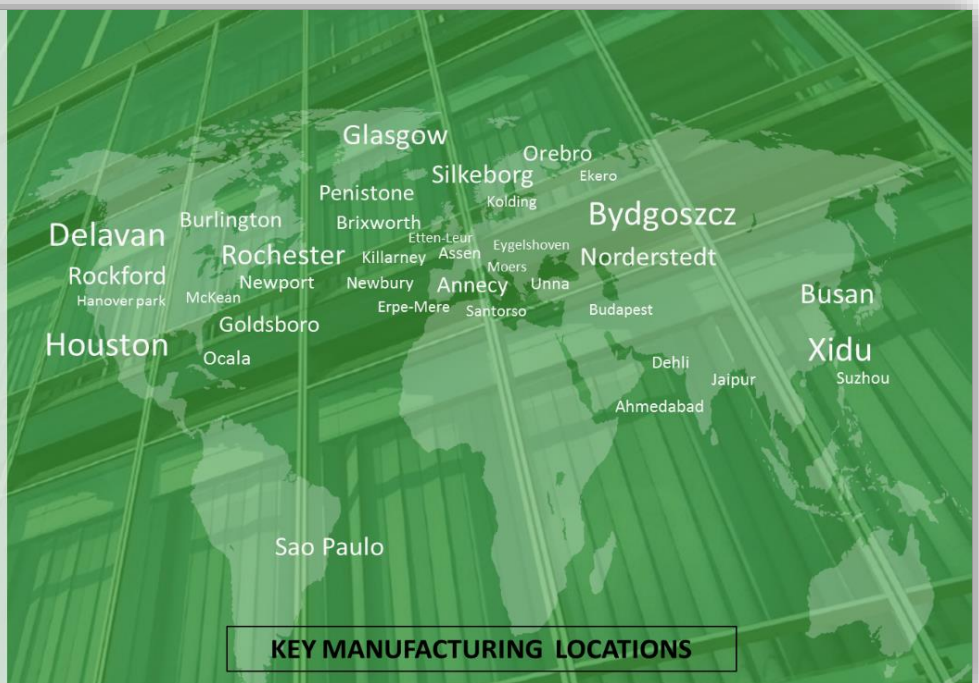 Glasgow
Orebro
Silkeborg
Ekero
Penistone
Kolding
Bydgoszcz
Burlington
Brixworth
Delavan
Etten-Leur
Eygelshoven
Rochester
Killarney
Assen
Norderstedt
Moers
Rockford
Newport
Newbury
Annecy
Unna
Hanover park
McKean
Busan
Erpe-Mere
Santorso
Budapest
Goldsboro
Houston
Xidu
Ocala
Dehli
Jaipur
Suzhou
Ahmedabad
Sao Paulo
KEY MANUFACTURING LOCATIONS